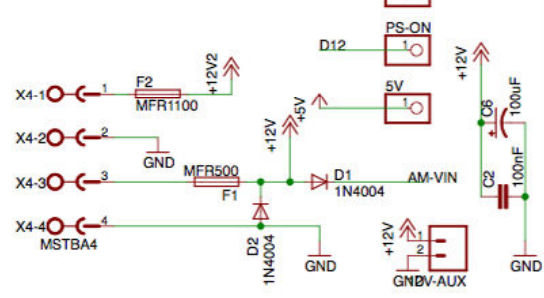 PS-ON
D12
1
+12V
+12V2
X4-1
1
F2
MFR1100
5V
1
+5V
C6
100uF
+
X4-2
2
GND
+12V
C2
100nF
X4-3
3
MFR500
F1
D1
1N4004
AM-VIN
X4-4
4
MSTBA4
D2
1N4004
GND
+12V
1
2
GND
12V-AUX
GND